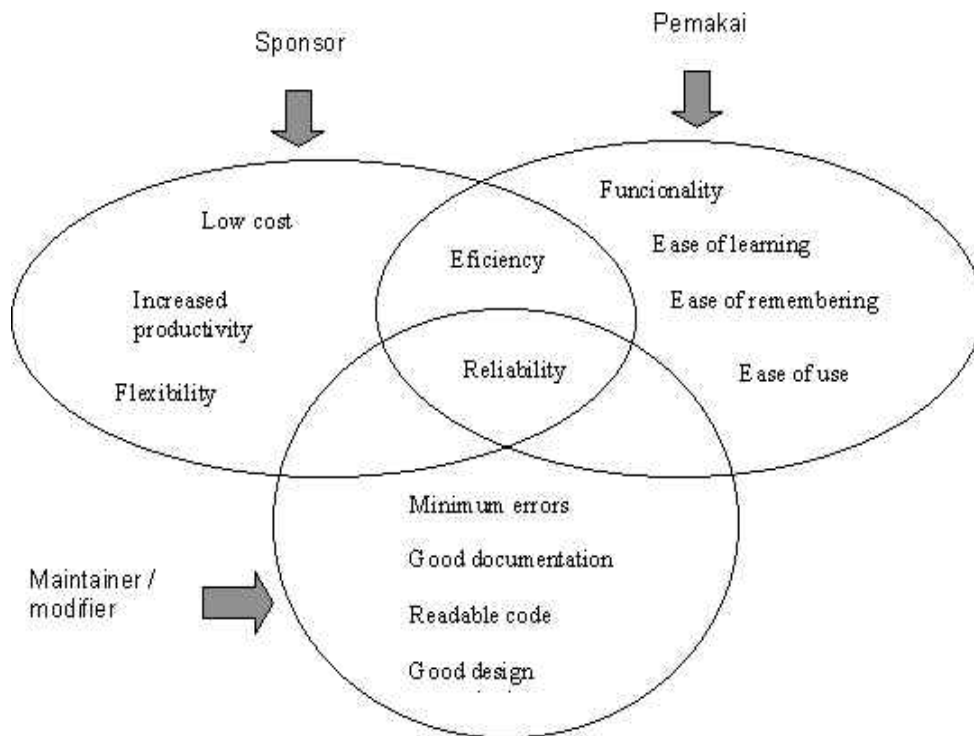 Sponsor
Pemakai
Low cost
Increased
productivity
Flexibility
Eficiency
Reliability
Funcionality
Ease of learning
Ease of remembering
Ease of use
Maintainer /
modifier
Minimum errors
Good documentation
Readable code
Good design